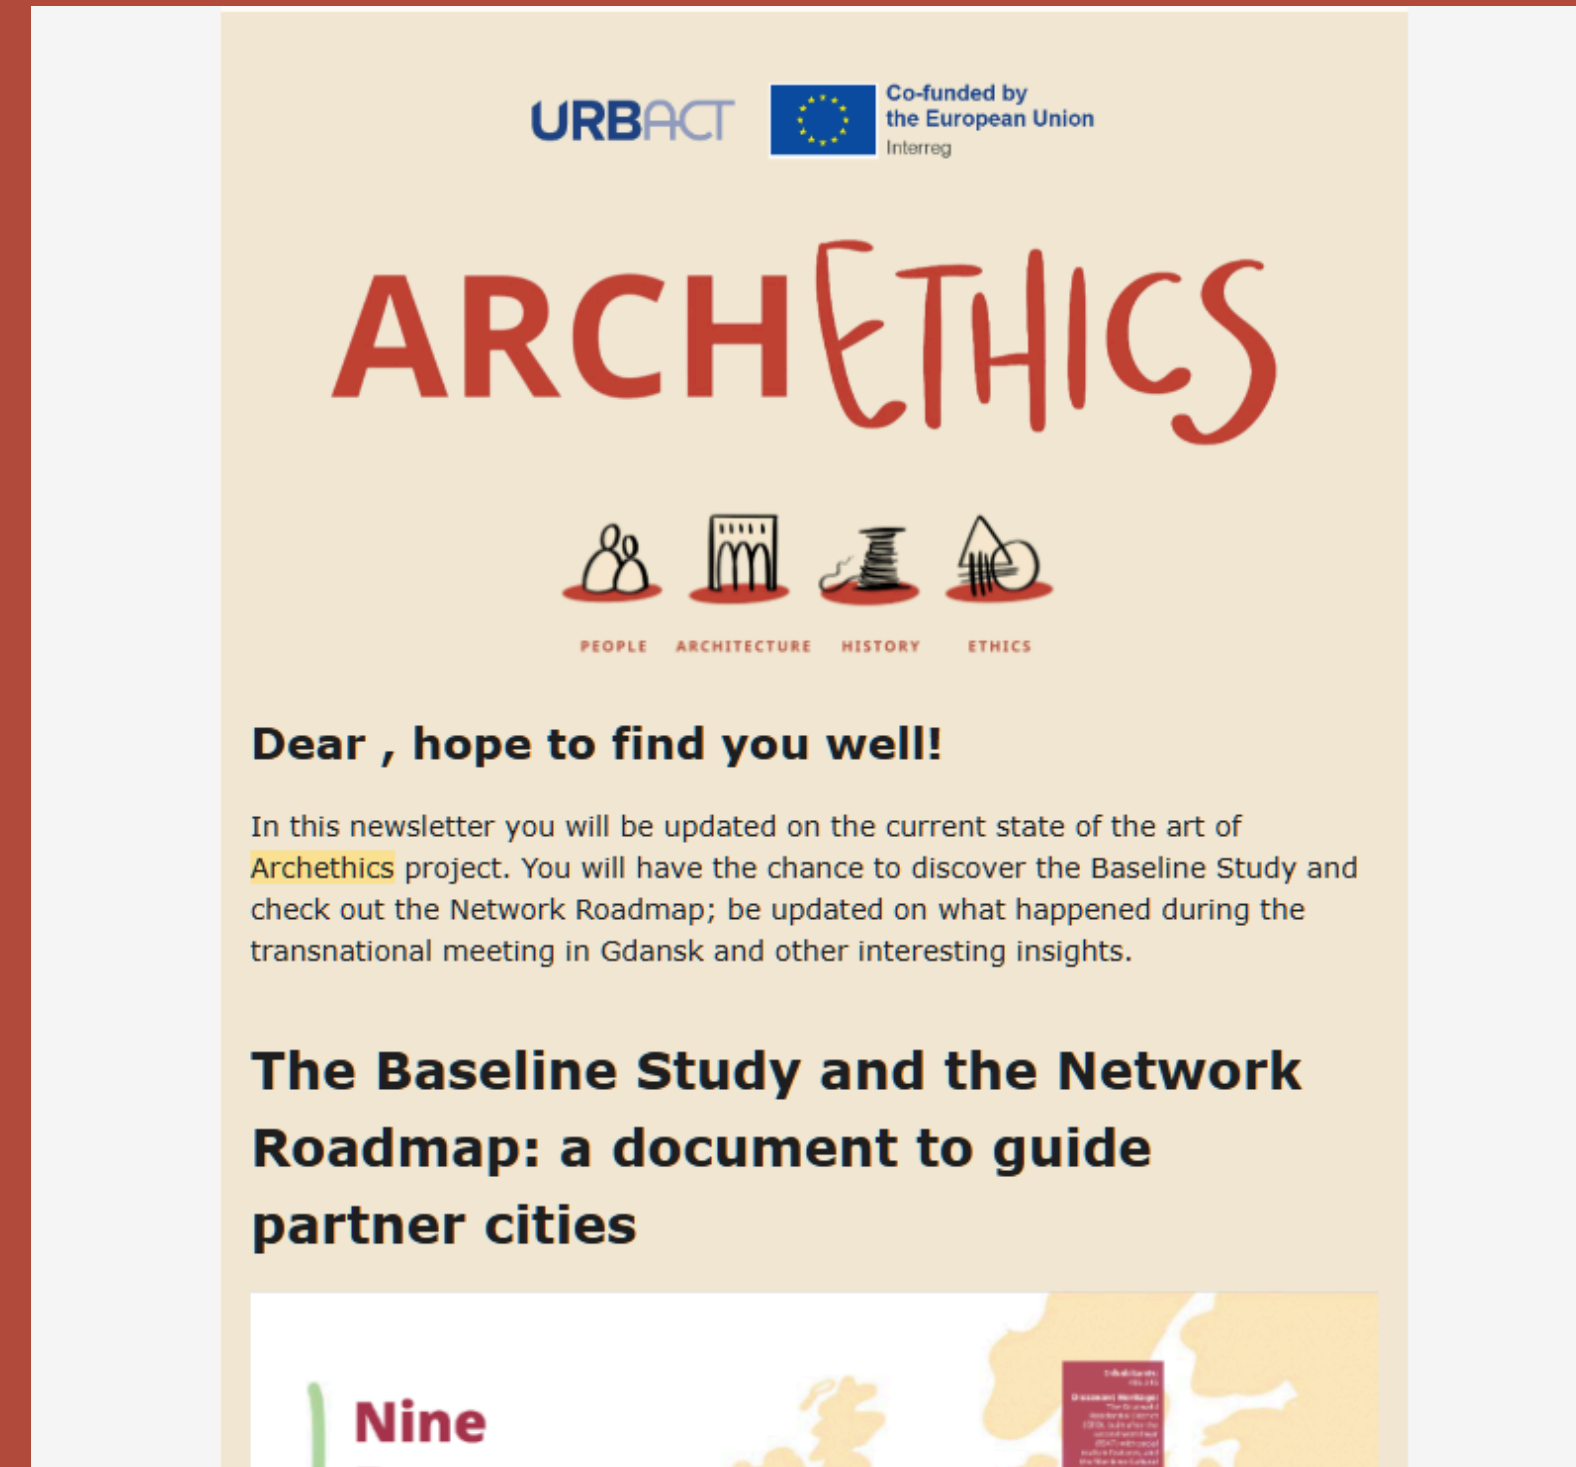 URBACT
Co-funded by
the European Union
Interreg
ARCHETHICS
PEOPLE ARCHITECTURE HISTORY ETHICS
Dear , hope to find you well!
In this newsletter you will be updated on the current state of the art of
Archethics project. You will have the chance to discover the Baseline Study and
check out the Network Roadmap; be updated on what happened during the
transnational meeting in Gdansk and other interesting insights.
The Baseline Study and the Network
Roadmap: a document to guide
partner cities
Nine
Inhabitants:
Dissonant Heritage: